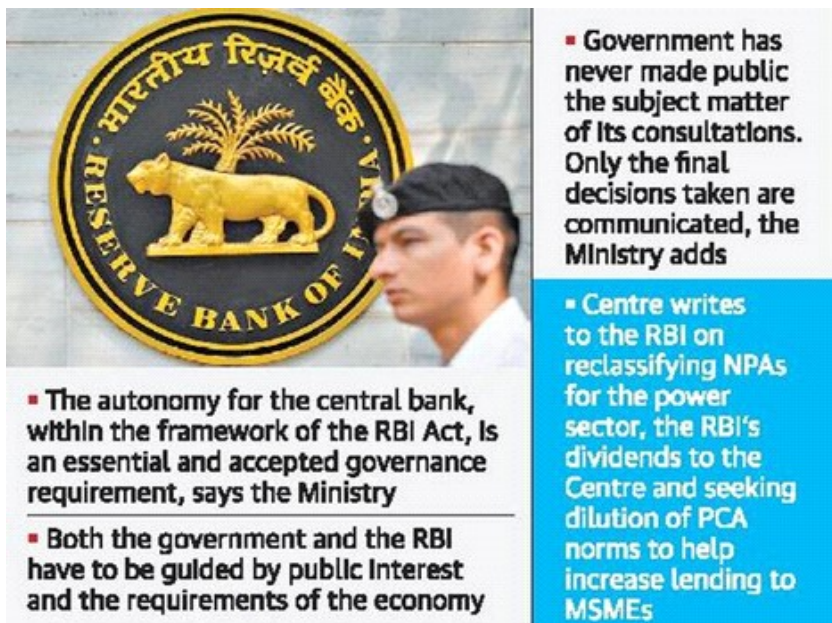 भारतीय रिज़र्व बैंक
RESERVE BANK OF INDIA
▪ The autonomy for the central bank,
within the framework of the RBI Act, is
an essential and accepted governance
requirement, says the Ministry
▪ Both the government and the RBI
have to be guided by public interest
and the requirements of the economy
▪ Government has
never made public
the subject matter
of its consultations.
Only the final
decisions taken are
communicated, the
Ministry adds
▪ Centre writes
to the RBI on
reclassifying NPAs
for the power
sector, the RBI's
dividends to the
Centre and seeking
dilution of PCA
norms to help
increase lending to
MSMEs